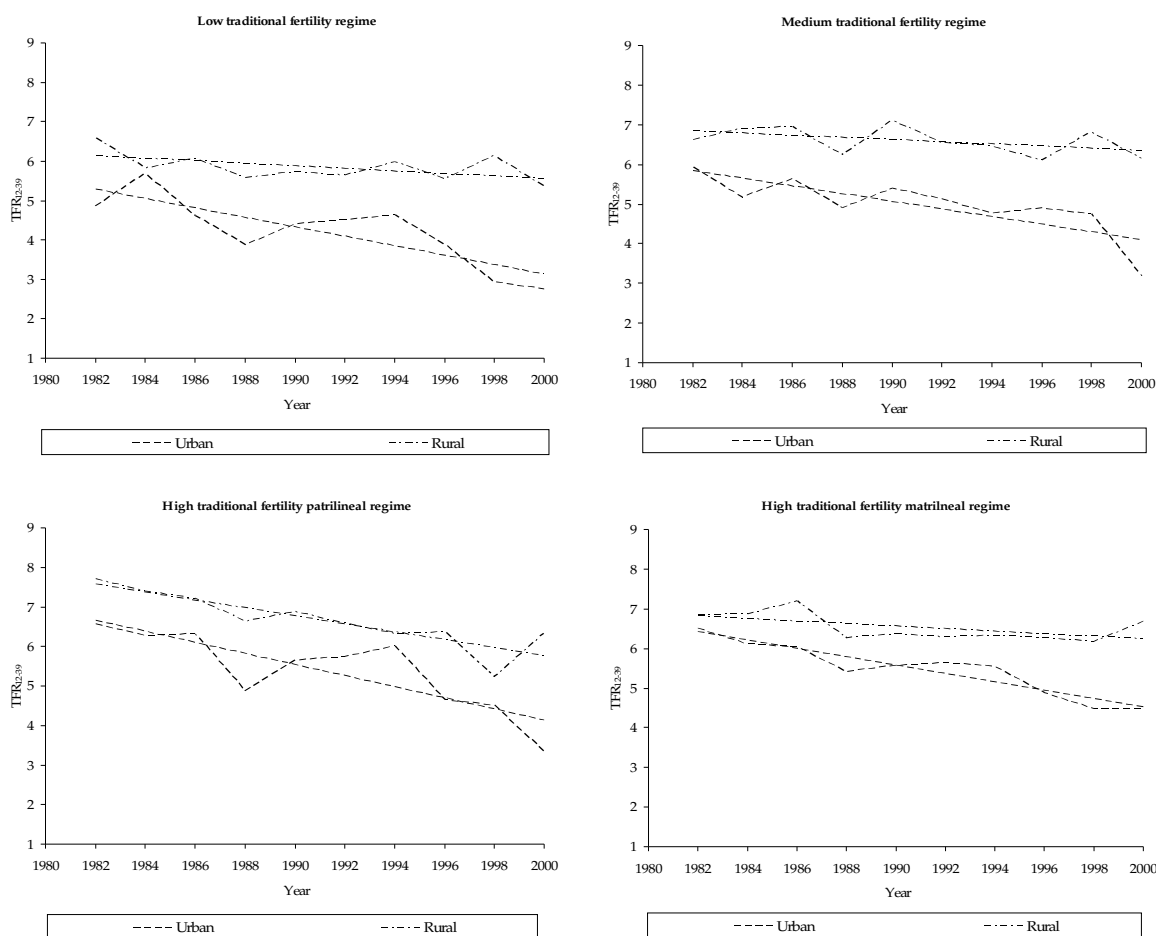 Low traditional fertility regime
9
8
7
6
5
4
3
2
1
TFR12-39
1980 1982 1984 1986 1988 1990 1992 1994 1996 1998 2000
Year
Urban Rural
Medium traditional fertility regime
9
8
7
6
5
4
3
2
1
TFR12-39
1980 1982 1984 1986 1988 1990 1992 1994 1996 1998 2000
Year
Urban Rural
High traditional fertility patrilineal regime
9
8
7
6
5
4
3
2
1
TFR12-39
1980 1982 1984 1986 1988 1990 1992 1994 1996 1998 2000
Year
Urban Rural
High traditional fertility matrilneal regime
9
8
7
6
5
4
3
2
1
TFR12-39
1980 1982 1984 1986 1988 1990 1992 1994 1996 1998 2000
Year
Urban Rural